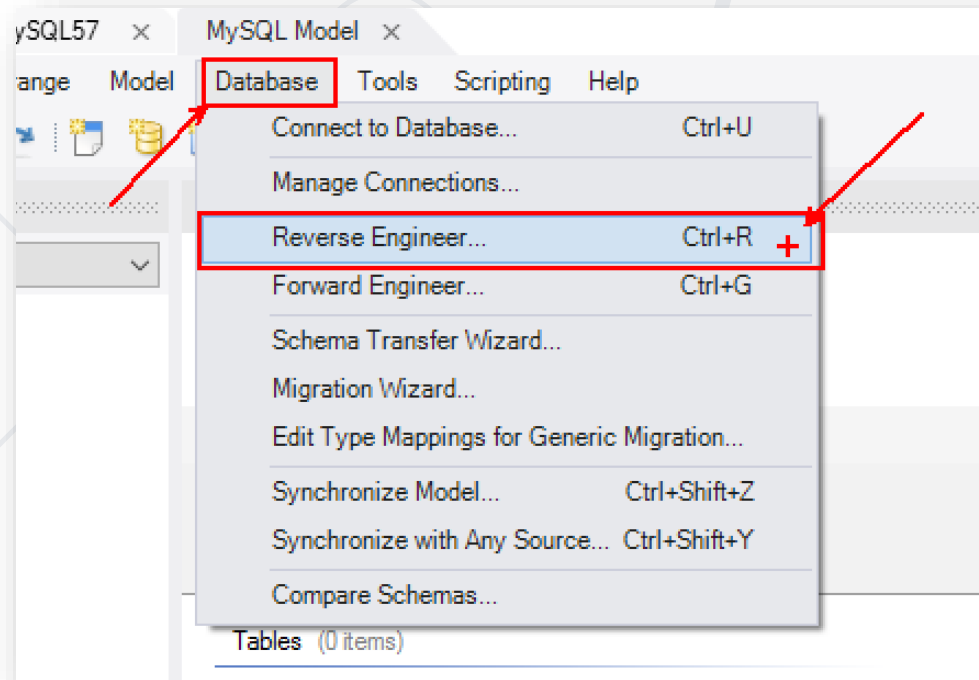 ySQL57 × MySQL Model ×
ange Model Database Tools Scripting Help
Connect to Database... Ctrl+U
Manage Connections...
Reverse Engineer... Ctrl+R
Forward Engineer... Ctrl+G
Schema Transfer Wizard...
Migration Wizard...
Edit Type Mappings for Generic Migration...
Synchronize Model... Ctrl+Shift+Z
Synchronize with Any Source... Ctrl+Shift+Y
Compare Schemas...
Tables (0 items)